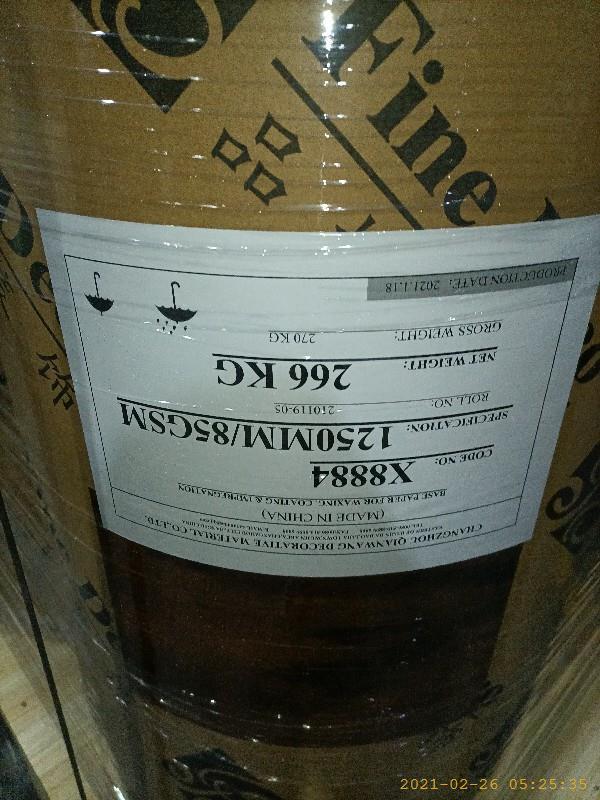 CHANGZHOU QIANWANG DECORATIVE MATERIAL CO.,LTD.
(MADE IN CHINA)
BASE PAPER FOR WAXING, COATING & IMPREGNATION
CODE NO: X8884
SPECIFICATION: 1250MM/85GSM
ROLL NO: 210119-05
NET WEIGHT: 266 KG
GROSS WEIGHT: 270 KG
PRODUCTION DATE: 2021.1.18
Fine
品
饰
2021-02-26 05:25:35